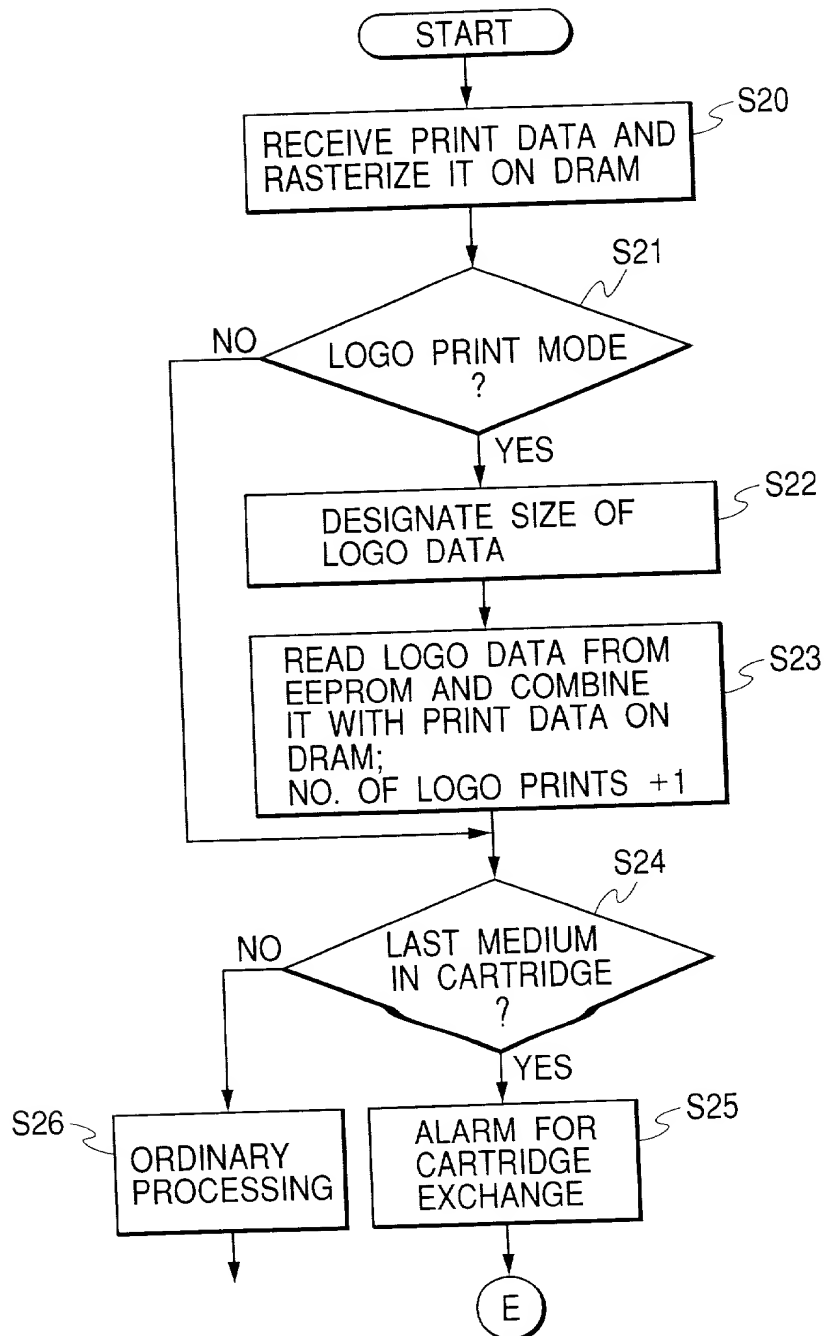 START
S20
RECEIVE PRINT DATA AND
RASTERIZE IT ON DRAM
S21
NO
LOGO PRINT MODE
?
YES
S22
DESIGNATE SIZE OF
LOGO DATA
S23
READ LOGO DATA FROM
EEPROM AND COMBINE
IT WITH PRINT DATA ON
DRAM;
NO. OF LOGO PRINTS +1
S24
NO
LAST MEDIUM
IN CARTRIDGE
?
YES
S26
ORDINARY
PROCESSING
S25
ALARM FOR
CARTRIDGE
EXCHANGE
E